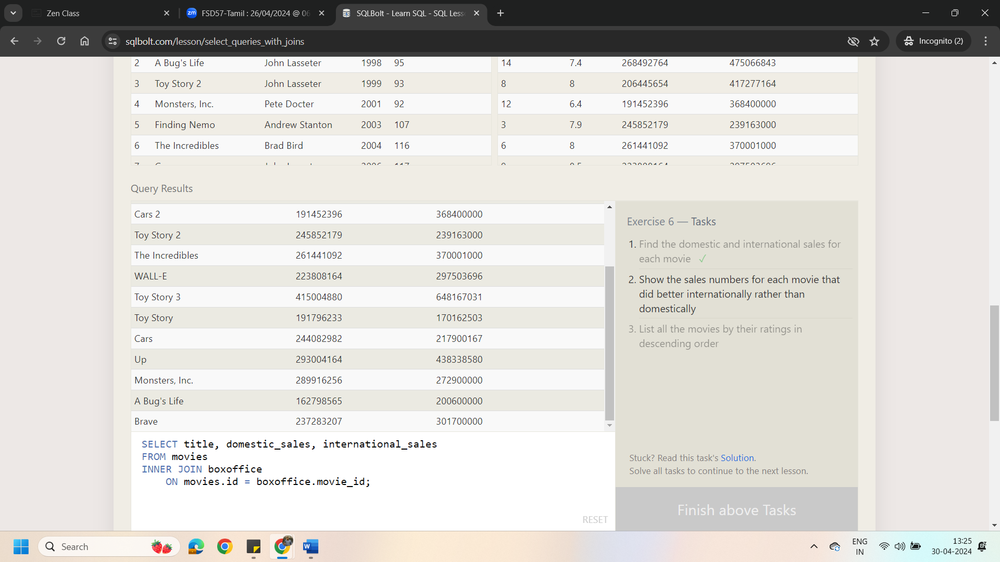 Zen Class
FSD57-Tamil : 26/04/2024 @ 06
SQLBolt - Learn SQL - SQL Less
sqlbolt.com/lesson/select_queries_with_joins
Incognito (2)
2 A Bug's Life John Lasseter 1998 95
3 Toy Story 2 John Lasseter 1999 93
4 Monsters, Inc. Pete Docter 2001 92
5 Finding Nemo Andrew Stanton 2003 107
6 The Incredibles Brad Bird 2004 116
14 7.4 268492764 475066843
8 8 206445654 417277164
12 6.4 191452396 368400000
3 7.9 245852179 239163000
6 8 261441092 370001000
Query Results
Cars 2 191452396 368400000
Toy Story 2 245852179 239163000
The Incredibles 261441092 370001000
WALL-E 223808164 297503696
Toy Story 3 415004880 648167031
Toy Story 191796233 170162503
Cars 244082982 217900167
Up 293004164 438338580
Monsters, Inc. 289916256 272900000
A Bug's Life 162798565 200600000
Brave 237283207 301700000
SELECT title, domestic_sales, international_sales
FROM movies
INNER JOIN boxoffice
ON movies.id = boxoffice.movie_id;
RESET
Exercise 6 — Tasks
1. Find the domestic and international sales for
each movie ✓
2. Show the sales numbers for each movie that
did better internationally rather than
domestically
3. List all the movies by their ratings in
descending order
Stuck? Read this task's Solution.
Solve all tasks to continue to the next lesson.
Finish above Tasks
Search
ENG
IN
13:25
30-04-2024